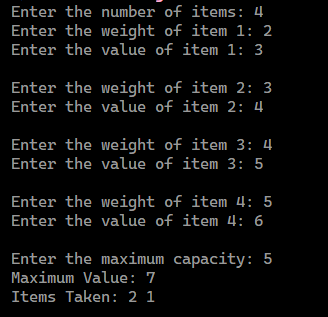 Enter the number of items: 4
Enter the weight of item 1: 2
Enter the value of item 1: 3
Enter the weight of item 2: 3
Enter the value of item 2: 4
Enter the weight of item 3: 4
Enter the value of item 3: 5
Enter the weight of item 4: 5
Enter the value of item 4: 6
Enter the maximum capacity: 5
Maximum Value: 7
Items Taken: 2 1